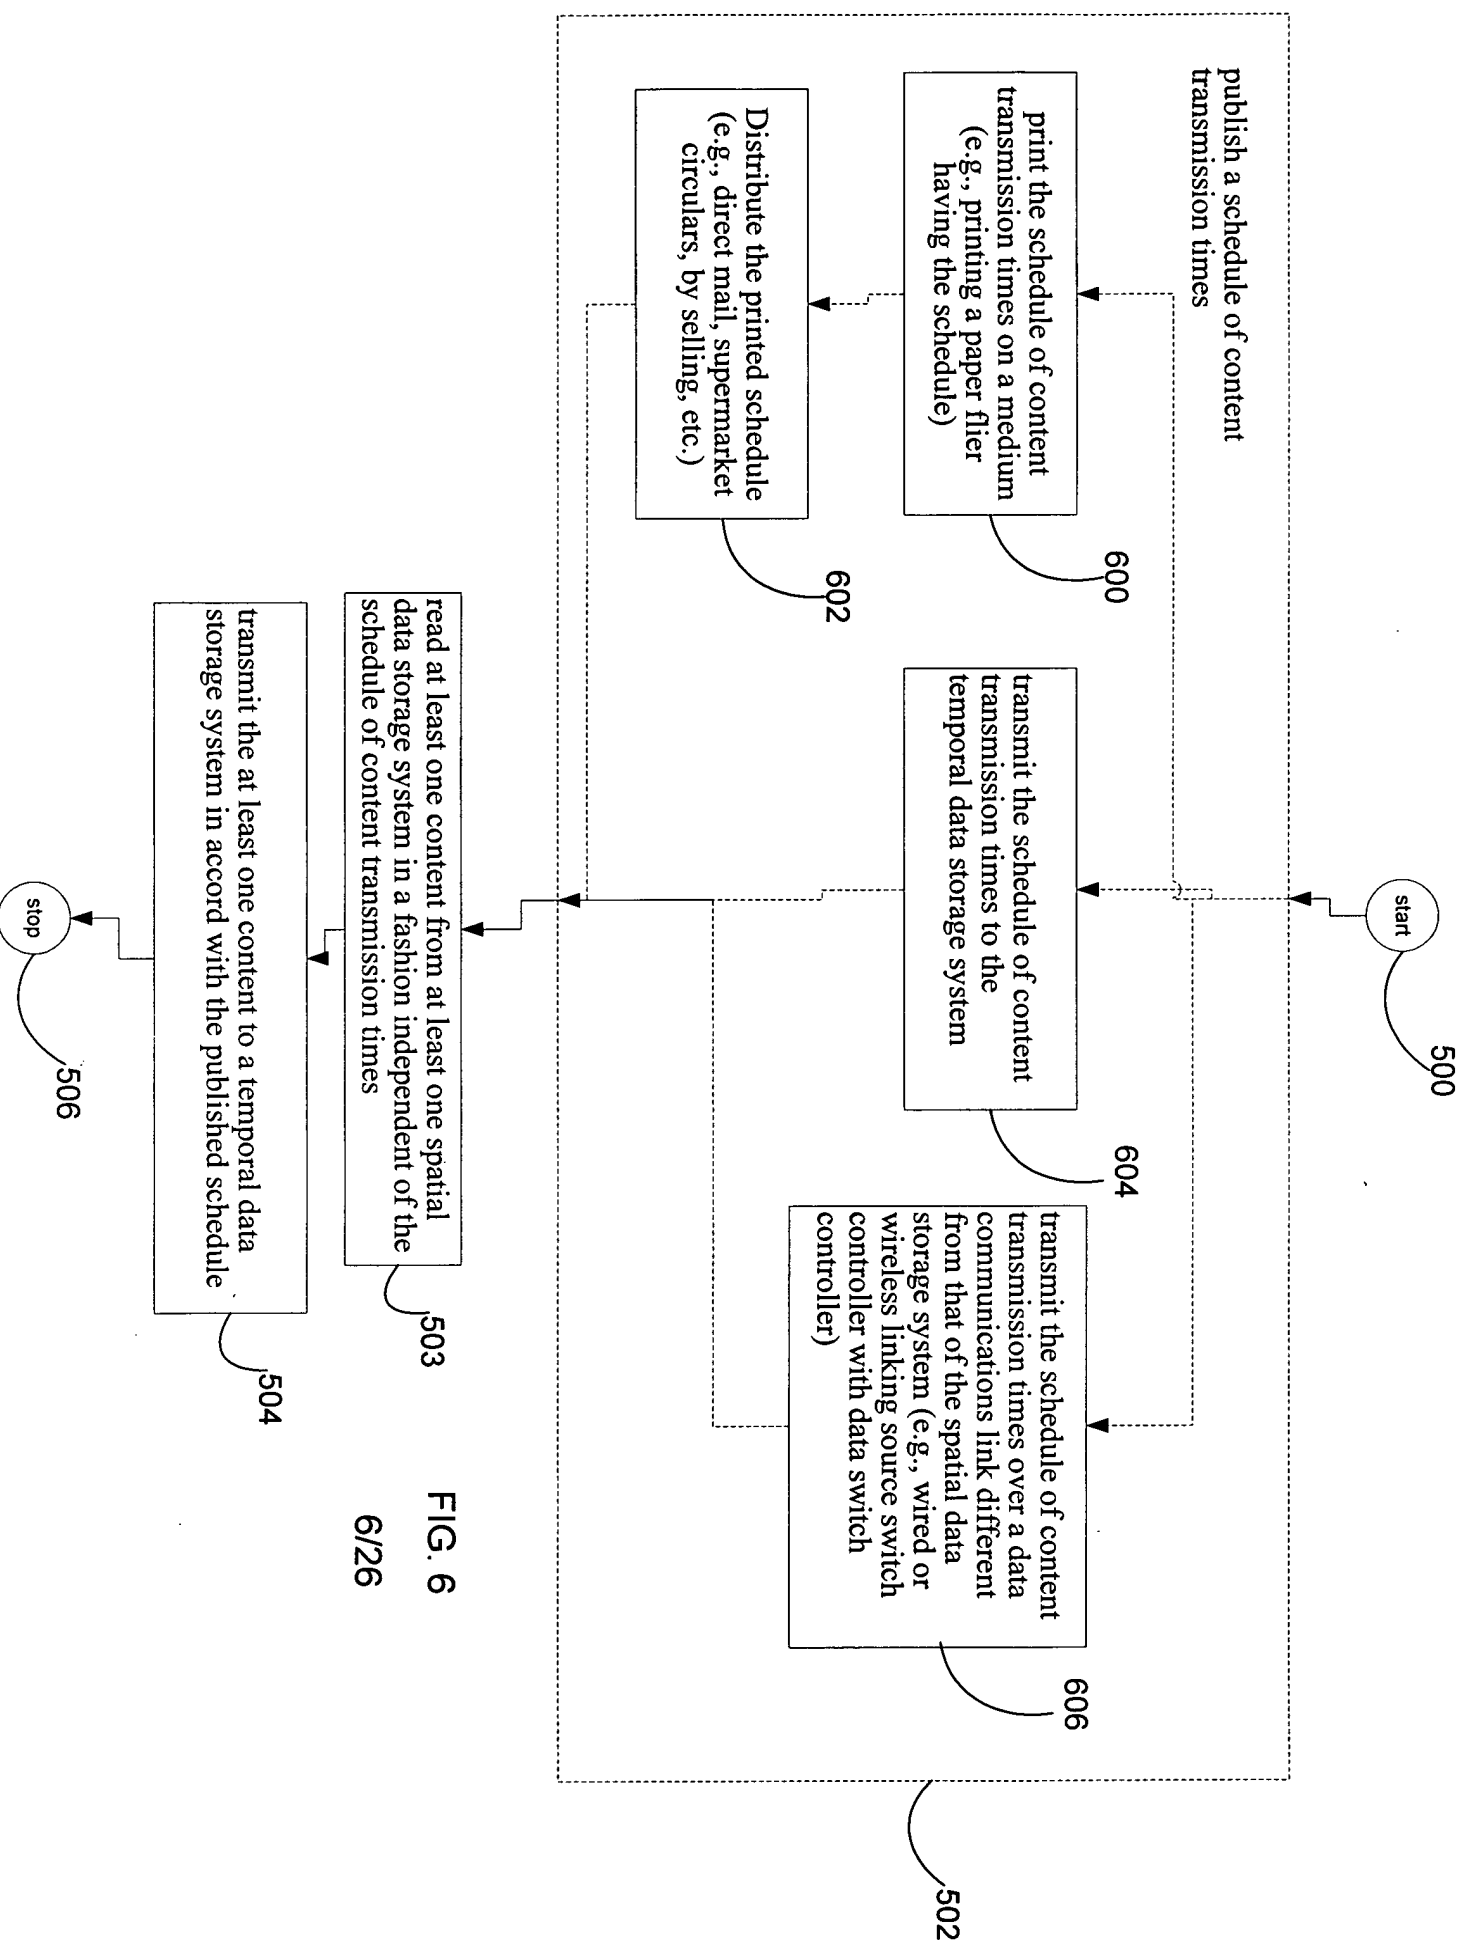 start
500
publish a schedule of content
transmission times
print the schedule of content
transmission times on a medium
(e.g., printing a paper flier
having the schedule)
600
Distribute the printed schedule
(e.g., direct mail, supermarket
circulars, by selling, etc.)
602
transmit the schedule of content
transmission times to the
temporal data storage system
604
transmit the schedule of content
transmission times over a data
communications link different
from that of the spatial data
storage system (e.g., wired or
wireless linking source switch
controller with data switch
controller)
606
502
read at least one content from at least one spatial
data storage system in a fashion independent of the
schedule of content transmission times
503
transmit the at least one content to a temporal data
storage system in accord with the published schedule
504
stop
506
FIG. 6
6/26